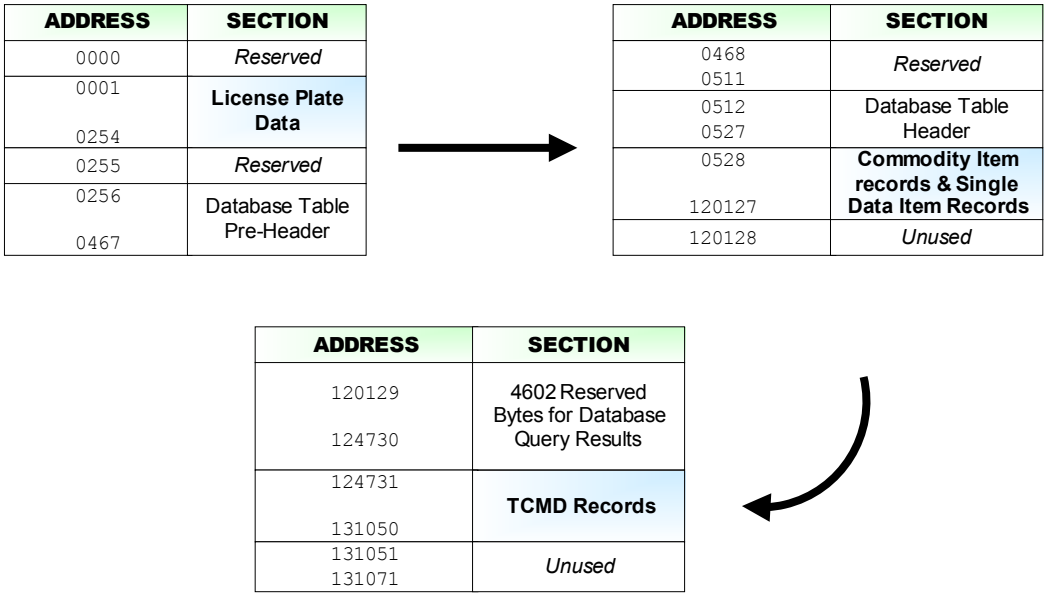 ADDRESS SECTION
0000 Reserved
0001
License Plate
Data
0254
0255 Reserved
0256
Database Table
Pre-Header
0467
ADDRESS SECTION
0468
Reserved
0511
0512 Database Table
0527 Header
0528 Commodity Item
records & Single
120127 Data Item Records
120128 Unused
ADDRESS SECTION
120129 4602 Reserved
Bytes for Database
124730 Query Results
124731
TCMD Records
131050
131051
Unused
131071